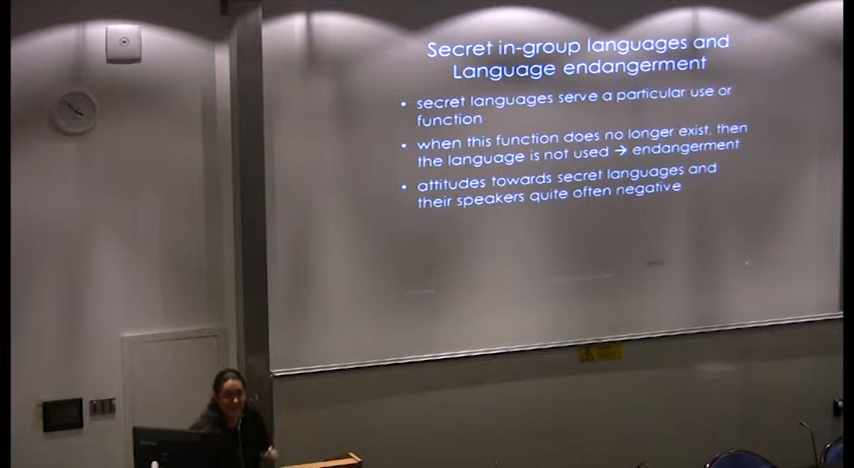 Secret in-group languages and
Language endangerment
• secret languages serve a particular use or
function
• when this function does no longer exist, then
the language is not used → endangerment
• attitudes towards secret languages and
their speakers quite often negative